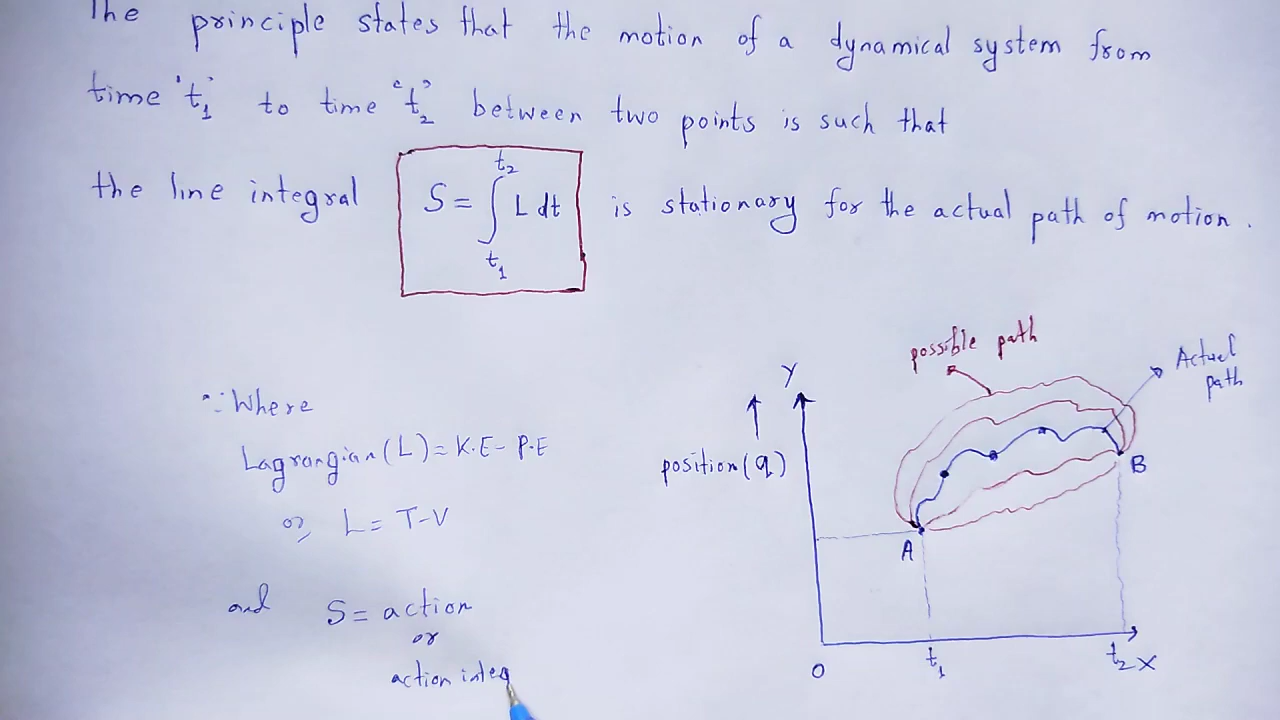 The principle states that the motion of a dynamical system from
time 't₁' to time 't₂' between two points is such that
the line integral S = ∫ₜ₁ᵗ² L dt is stationary for the actual path of motion.
∵ Where
Lagrangian (L) = K.E - P.E
or, L = T-V
and S = action
or
action integ
possible path
Actual
path
Y
position (q)
B
A
O
t₁
t₂
X